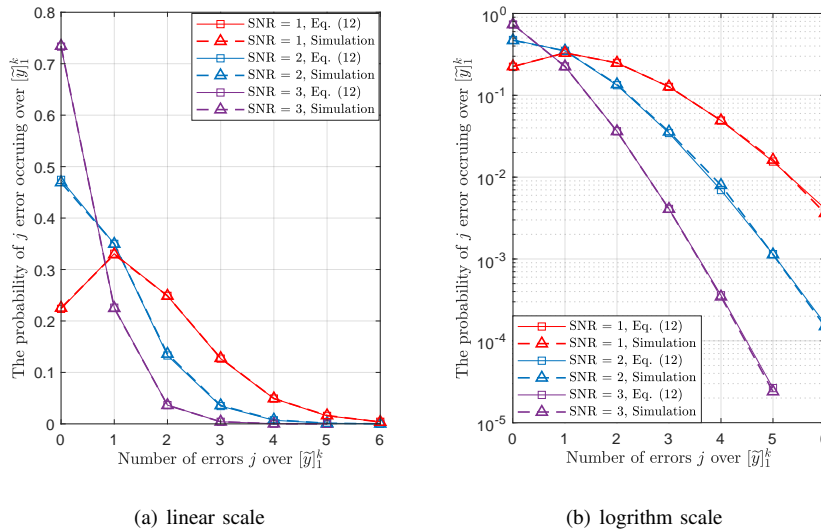 The probability of j error occruing over [ỹ]₁ᵏ
0.8
0.7
0.6
0.5
0.4
0.3
0.2
0.1
0
SNR = 1, Eq. (12)
SNR = 1, Simulation
SNR = 2, Eq. (12)
SNR = 2, Simulation
SNR = 3, Eq. (12)
SNR = 3, Simulation
0 1 2 3 4 5 6
Number of errors j over [ỹ]₁ᵏ
(a) linear scale
The probability of j error occruing over [ỹ]₁ᵏ
10⁰
10⁻¹
10⁻²
10⁻³
10⁻⁴
10⁻⁵
SNR = 1, Eq. (12)
SNR = 1, Simulation
SNR = 2, Eq. (12)
SNR = 2, Simulation
SNR = 3, Eq. (12)
SNR = 3, Simulation
0 1 2 3 4 5 6
Number of errors j over [ỹ]₁ᵏ
(b) logrithm scale